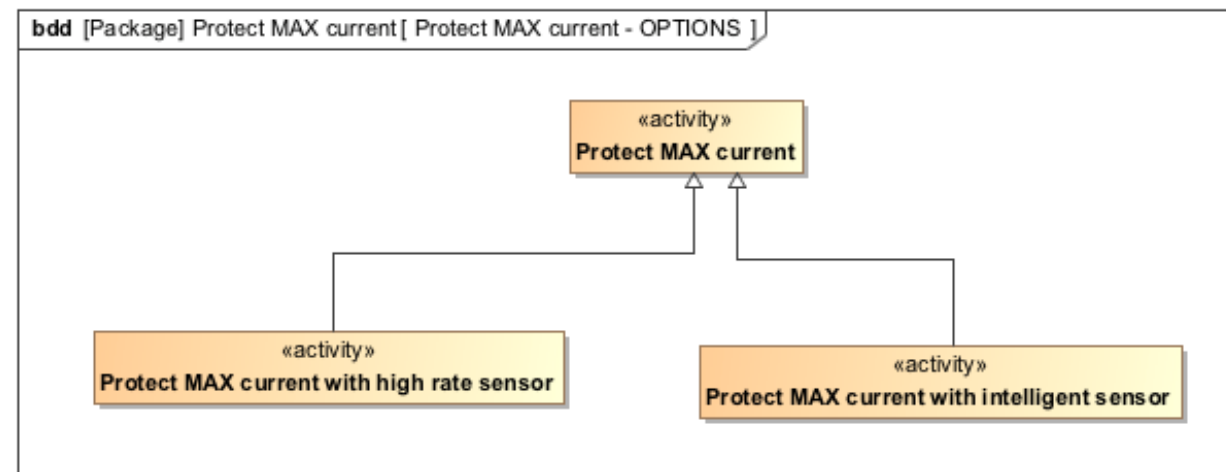 bdd [Package] Protect MAX current [ Protect MAX current - OPTIONS ]
«activity»
Protect MAX current
«activity»
Protect MAX current with high rate sensor
«activity»
Protect MAX current with intelligent sensor